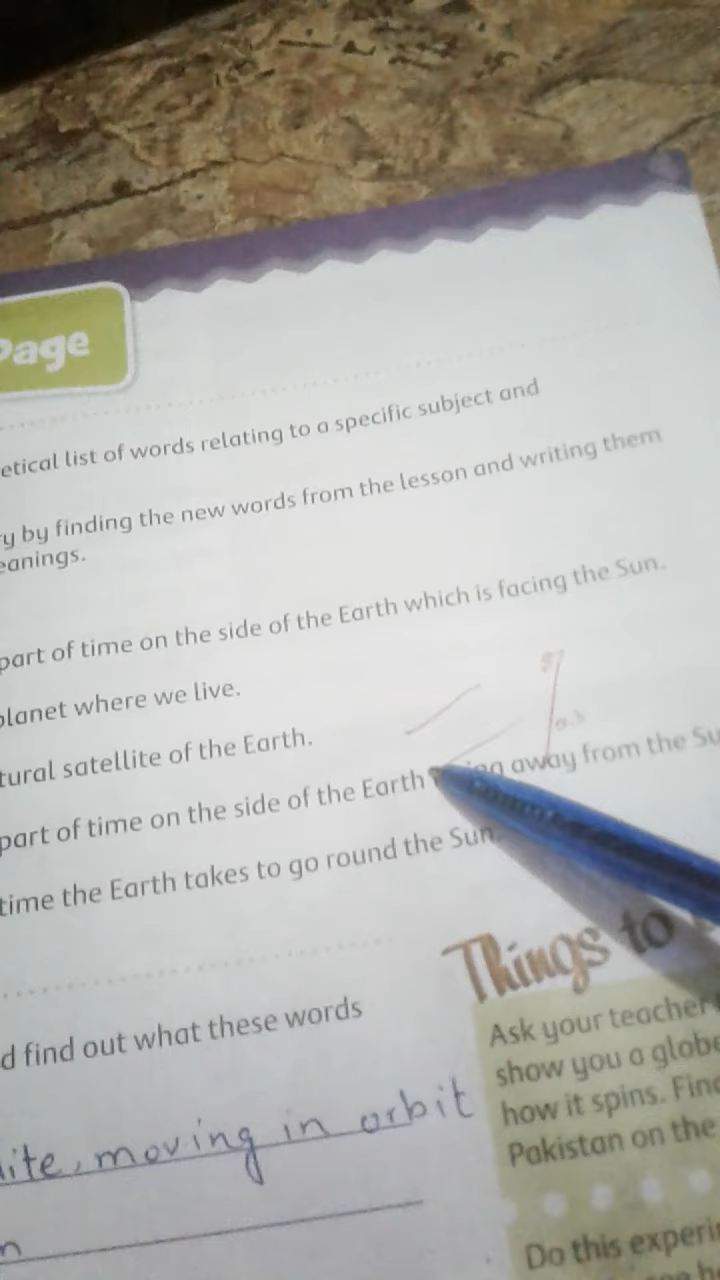 Page
etical list of words relating to a specific subject and
ry by finding the new words from the lesson and writing them
eanings.
part of time on the side of the Earth which is facing the Sun.
planet where we live.
tural satellite of the Earth.
part of time on the side of the Earth away from the Su
time the Earth takes to go round the Sun.
Things to
d find out what these words
Ask your teacher
show you a globe
how it spins. Find
Pakistan on the
lite, moving in orbit
n
Do this experi